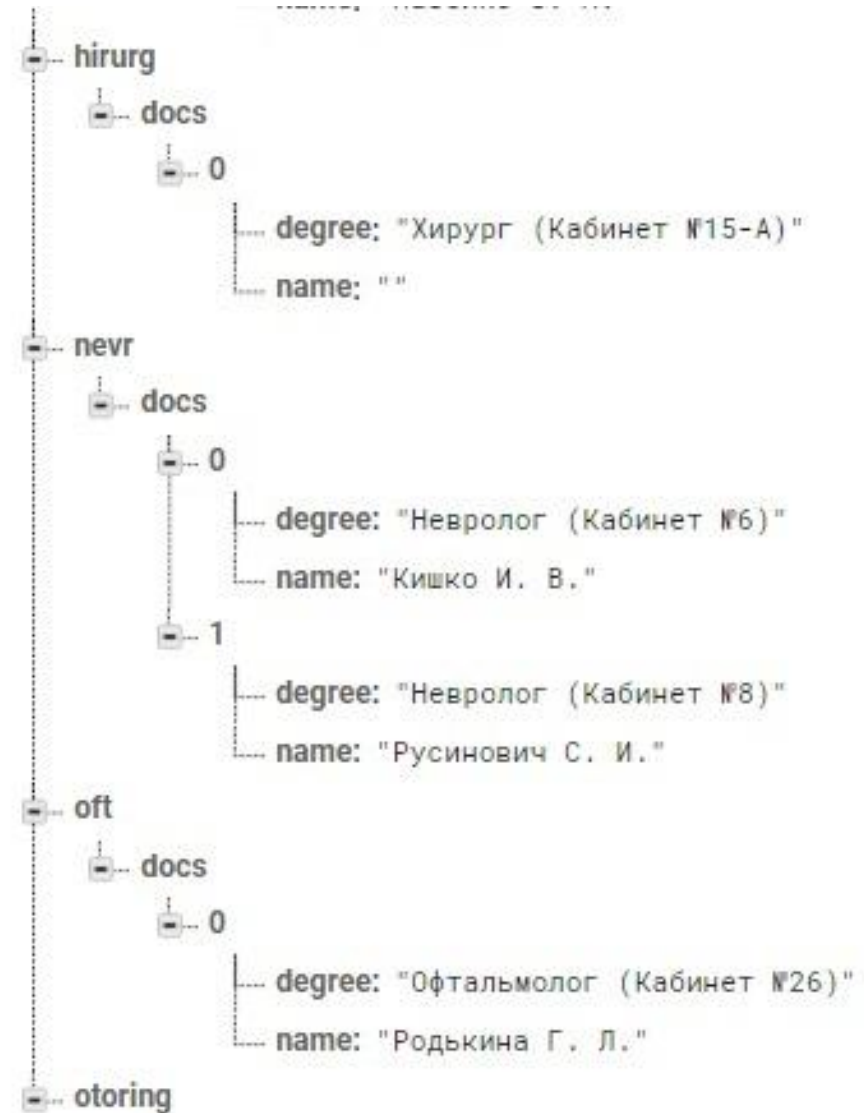 hirurg
docs
0
degree: "Хирург (Кабинет №15-А)"
name: ""
nevr
docs
0
degree: "Невролог (Кабинет №6)"
name: "Кишко И. В."
1
degree: "Невролог (Кабинет №8)"
name: "Русинович С. И."
oft
docs
0
degree: "Офтальмолог (Кабинет №26)"
name: "Родькина Г. Л."
otoring